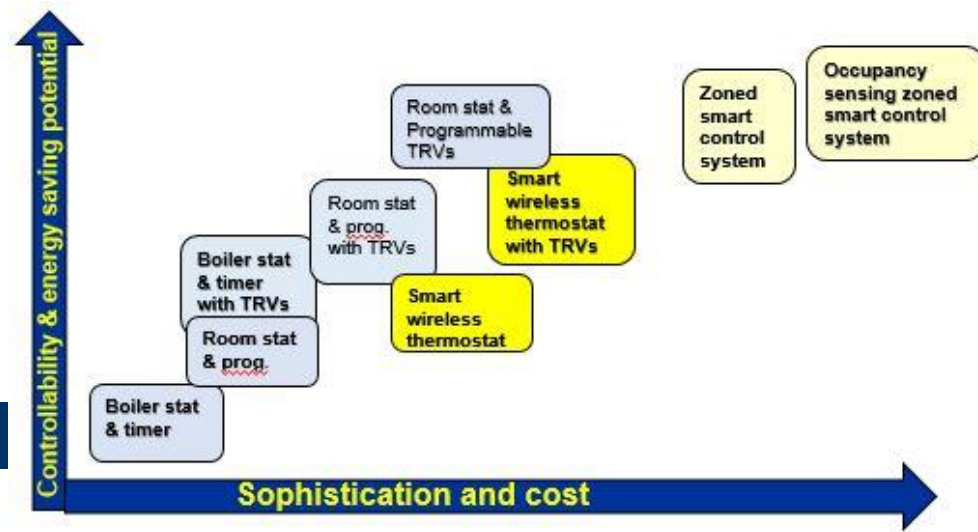 Controllability & energy saving potential
Occupancy
sensing zoned
smart control
system
Zoned
smart
control
system
Room stat &
Programmable
TRVs
Smart
wireless
thermostat
with TRVs
Room stat
& prog.
with TRVs
Boiler stat
& timer
with TRVs
Smart
wireless
thermostat
Room stat
& prog.
Boiler stat
& timer
Sophistication and cost